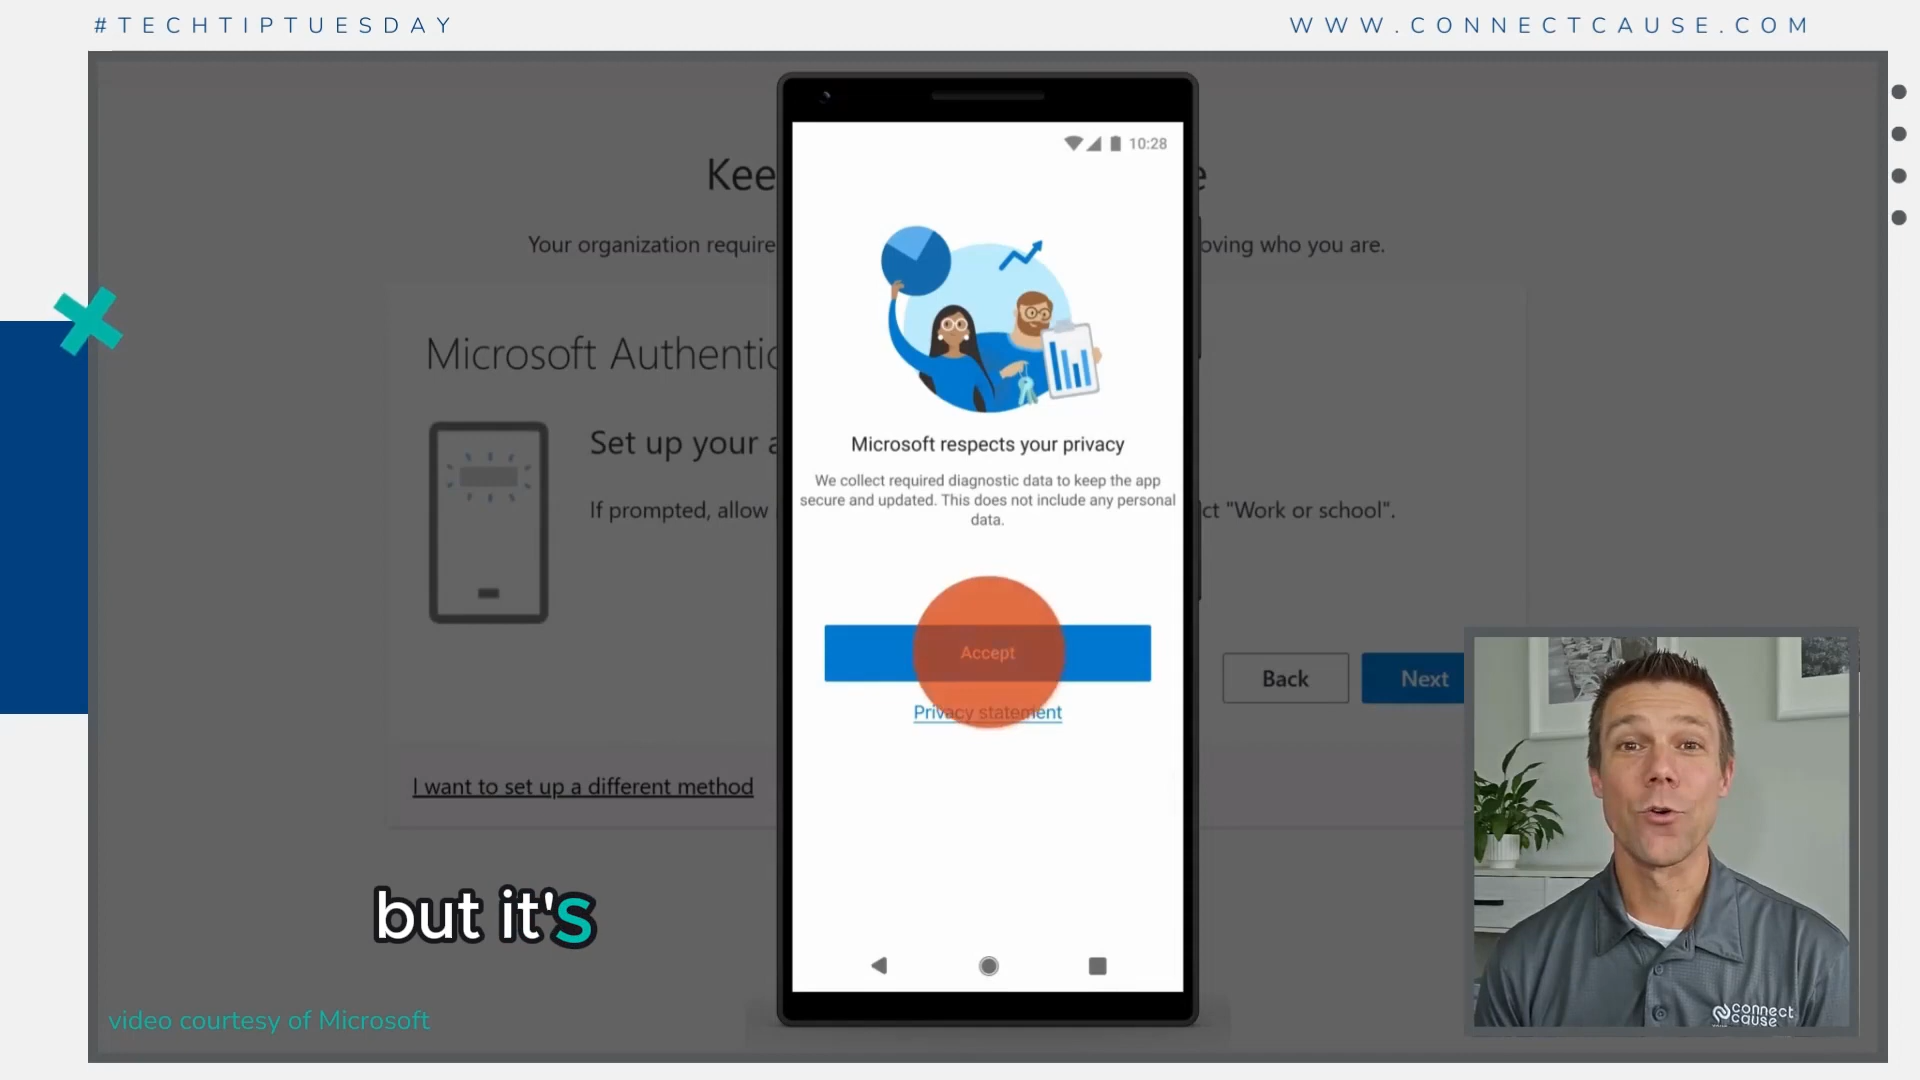 #TECHTIPTUESDAY
WWW.CONNECTCAUSE.COM
10:28
Kee
e
Your organization require
oving who you are.
Microsoft Authentic
Set up your a
If prompted, allow
ct "Work or school".
Microsoft respects your privacy
We collect required diagnostic data to keep the app
secure and updated. This does not include any personal
data.
Accept
Privacy statement
Back
Next
I want to set up a different method
but it's
connect
cause
video courtesy of Microsoft